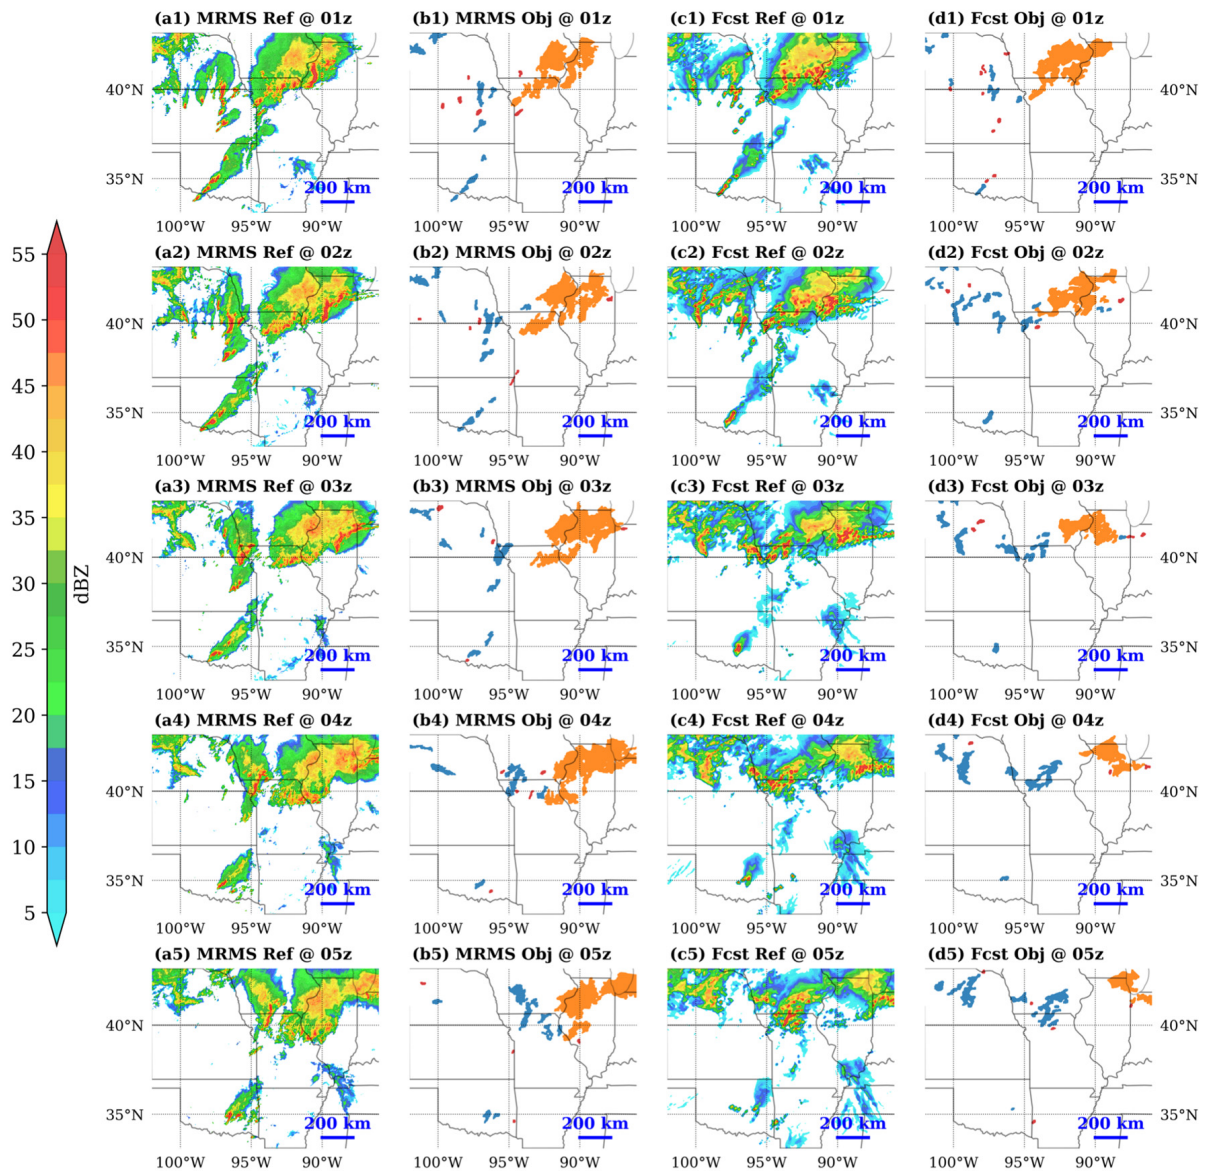 (a1) MRMS Ref @ 01z (b1) MRMS Obj @ 01z (c1) Fcst Ref @ 01z (d1) Fcst Obj @ 01z
40°N 40°N
35°N 200 km 200 km 200 km 200 km 35°N
100°W 95°W 90°W 100°W 95°W 90°W 100°W 95°W 90°W 100°W 95°W 90°W
(a2) MRMS Ref @ 02z (b2) MRMS Obj @ 02z (c2) Fcst Ref @ 02z (d2) Fcst Obj @ 02z
40°N 40°N
35°N 200 km 200 km 200 km 200 km 35°N
100°W 95°W 90°W 100°W 95°W 90°W 100°W 95°W 90°W 100°W 95°W 90°W
(a3) MRMS Ref @ 03z (b3) MRMS Obj @ 03z (c3) Fcst Ref @ 03z (d3) Fcst Obj @ 03z
40°N 40°N
35°N 200 km 200 km 200 km 200 km 35°N
100°W 95°W 90°W 100°W 95°W 90°W 100°W 95°W 90°W 100°W 95°W 90°W
(a4) MRMS Ref @ 04z (b4) MRMS Obj @ 04z (c4) Fcst Ref @ 04z (d4) Fcst Obj @ 04z
40°N 40°N
35°N 200 km 200 km 200 km 200 km 35°N
100°W 95°W 90°W 100°W 95°W 90°W 100°W 95°W 90°W 100°W 95°W 90°W
(a5) MRMS Ref @ 05z (b5) MRMS Obj @ 05z (c5) Fcst Ref @ 05z (d5) Fcst Obj @ 05z
40°N 40°N
35°N 200 km 200 km 200 km 200 km 35°N
100°W 95°W 90°W 100°W 95°W 90°W 100°W 95°W 90°W 100°W 95°W 90°W
55
50
45
40
35
30
25
20
15
10
5
dBZ